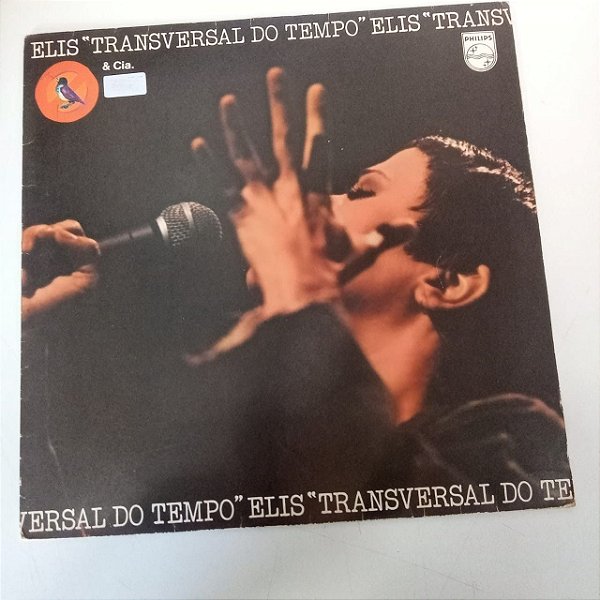 ELIS “TRANSVERSAL DO TEMPO” ELIS “TRANSV
PHILIPS
& Cia.
VERSAL DO TEMPO” ELIS “TRANSVERSAL DO TE